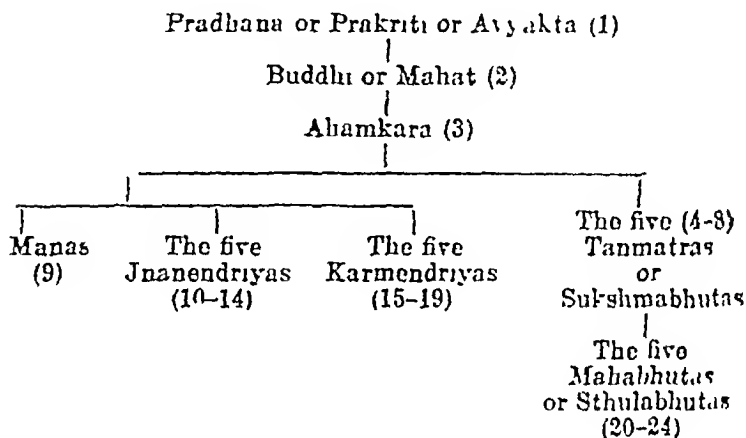 Pradhana or Prakriti or Avyakta (1)
Buddhi or Mahat (2)
Ahamkara (3)
Manas
(9)
The five
Jnanendriyas
(10–14)
The five
Karmendriyas
(15–19)
The five (4-8)
Tanmatras
or
Sukshmabhutas
The five
Mahabhutas
or Sthulabhutas
(20–24)